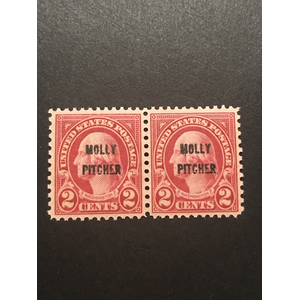 UNITED STATES POSTAGE
MOLLY
PITCHER
2 CENTS 2
UNITED STATES POSTAGE
MOLLY
PITCHER
2 CENTS 2